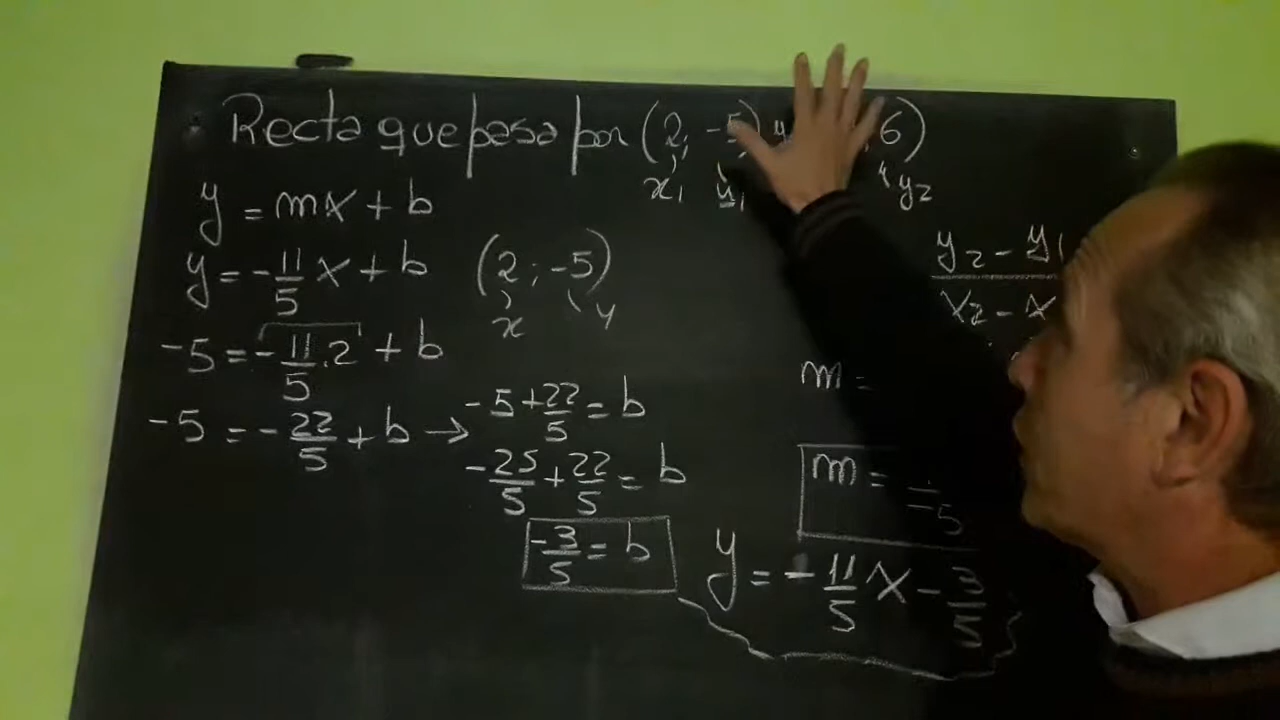 Recta que pasa por (2; -5) y ; 6)
x₁ y₁ y₂
y = mx + b
y = -11/5 x + b (2 ; -5)
x y
y₂ - y₁
x₂ - x
-5 = -11/5 . 2 + b
m =
-5 = -22/5 + b → -5 + 22/5 = b
-25/5 + 22/5 = b
m = -5
-3/5 = b
y = -11/5 x - 3/5